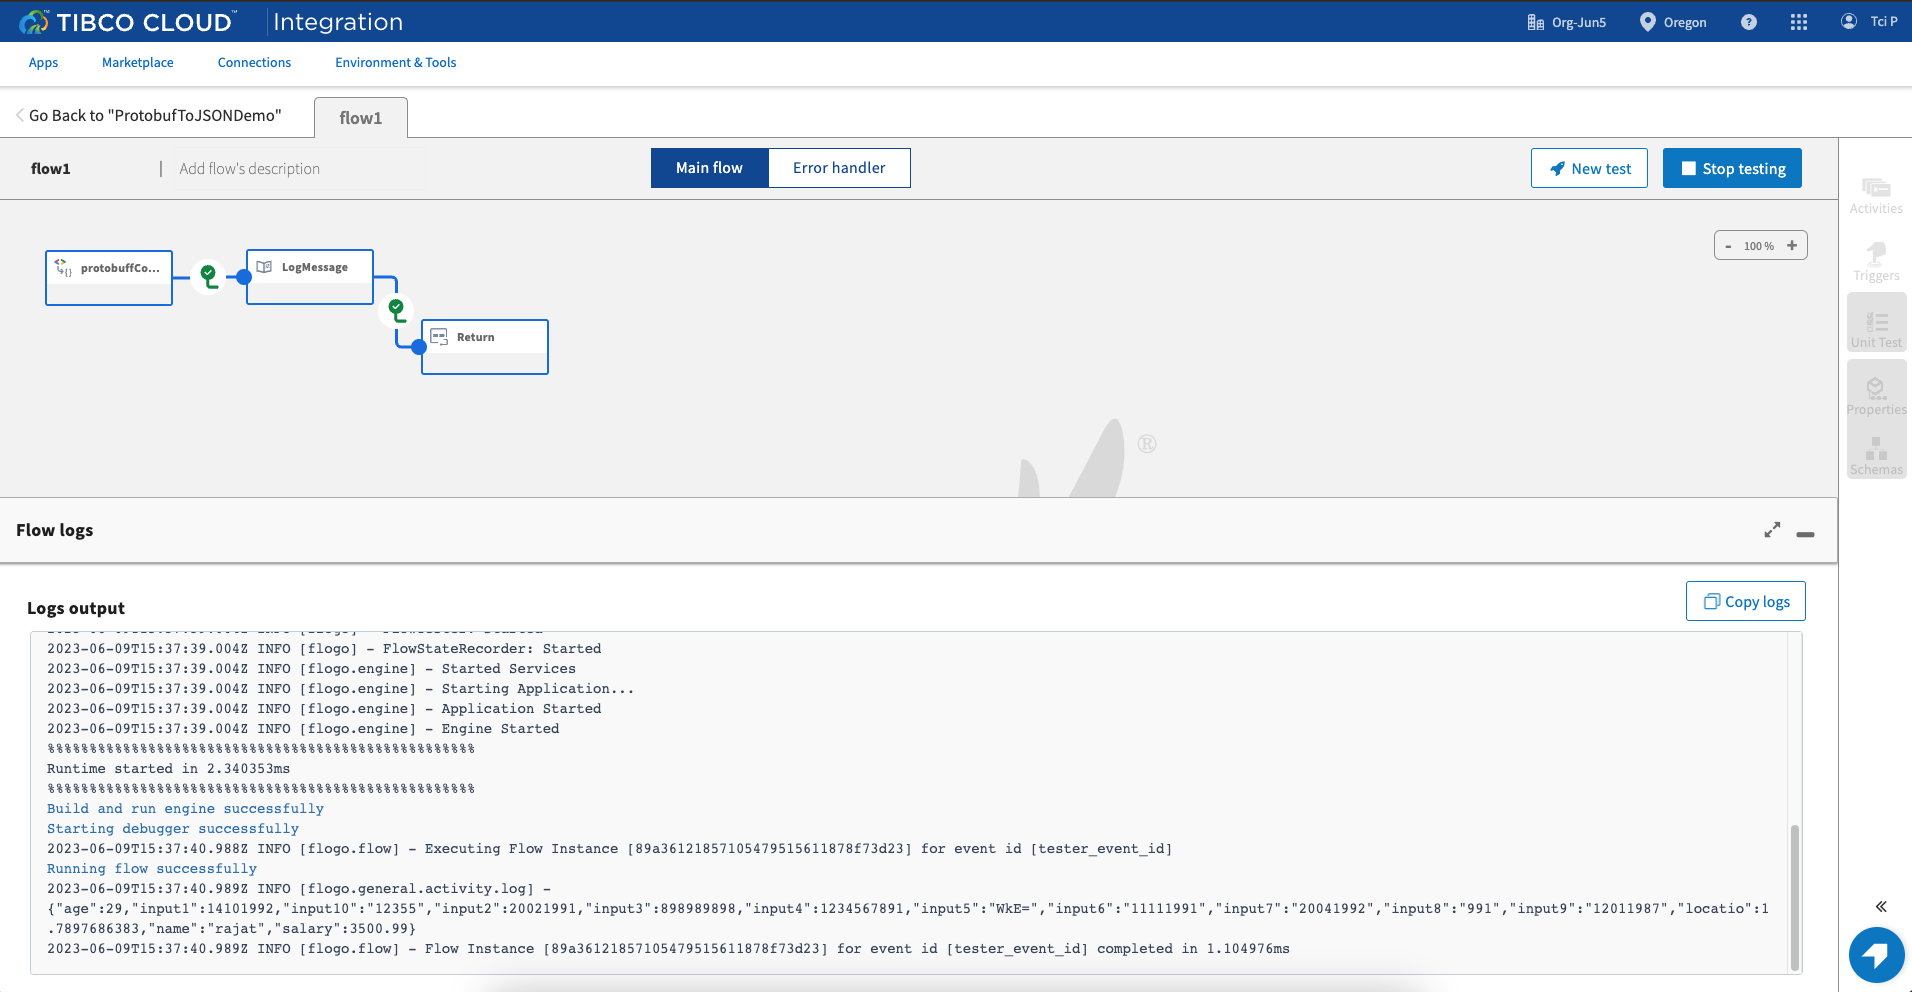 TIBCO CLOUD™ Integration
Org-Jun5 Oregon ? Tci P
Apps Marketplace Connections Environment & Tools
Go Back to "ProtobufToJSONDemo" flow1
flow1 | Add flow's description Main flow Error handler New test Stop testing
Activities
- 100 % +
protobuffCo... LogMessage
Triggers
Return
Unit Test
Properties
®
Schemas
Flow logs
Logs output Copy logs
2023-06-09T15:37:39.004Z INFO [flogo] - FlowStateRecorder: Started
2023-06-09T15:37:39.004Z INFO [flogo.engine] - Started Services
2023-06-09T15:37:39.004Z INFO [flogo.engine] - Starting Application...
2023-06-09T15:37:39.004Z INFO [flogo.engine] - Application Started
2023-06-09T15:37:39.004Z INFO [flogo.engine] - Engine Started
%%%%%%%%%%%%%%%%%%%%%%%%%%%%%%%%%%%%%%%%%%%%%%%%%%%
Runtime started in 2.340353ms
%%%%%%%%%%%%%%%%%%%%%%%%%%%%%%%%%%%%%%%%%%%%%%%%%%%
Build and run engine successfully
Starting debugger successfully
2023-06-09T15:37:40.988Z INFO [flogo.flow] - Executing Flow Instance [89a36121857105479515611878f73d23] for event id [tester_event_id]
Running flow successfully
2023-06-09T15:37:40.989Z INFO [flogo.general.activity.log] -
{"age":29,"input1":14101992,"input10":"12355","input2":20021991,"input3":898989898,"input4":1234567891,"input5":"WkE=","input6":"11111991","input7":"20041992","input8":"991","input9":"12011987","locatio":1
.7897686383,"name":"rajat","salary":3500.99}
2023-06-09T15:37:40.989Z INFO [flogo.flow] - Flow Instance [89a36121857105479515611878f73d23] for event id [tester_event_id] completed in 1.104976ms